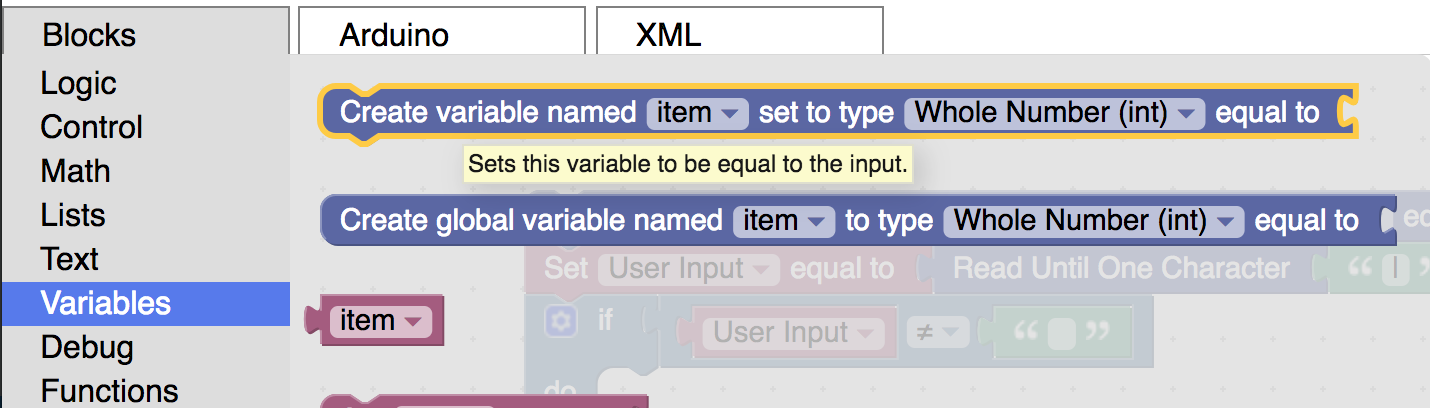 Blocks Arduino XML
Logic
Control
Math
Lists
Text
Variables
Debug
Functions
Create variable named item set to type Whole Number (int) equal to
Sets this variable to be equal to the input.
Create global variable named item to type Whole Number (int) equal to
Set User Input equal to Read Until One Character “ | ”
item
if User Input ≠ “ ”
do